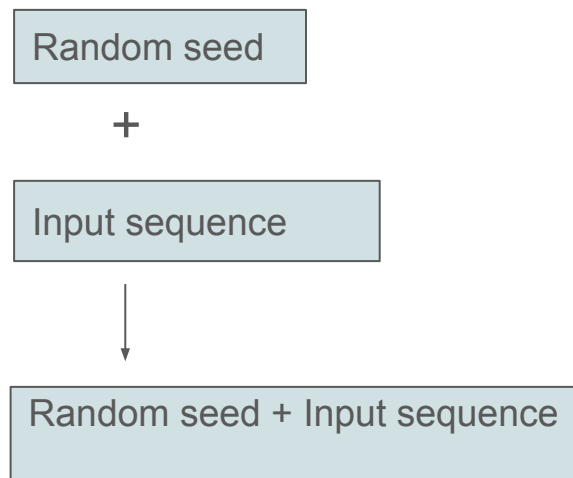 Random seed
+
Input sequence
Random seed + Input sequence